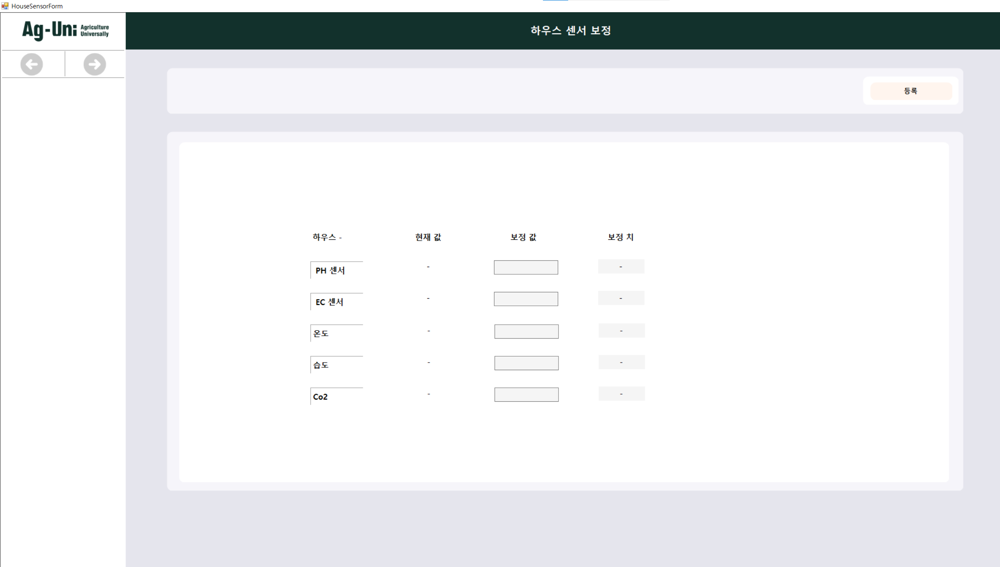 HouseSensorForm
Ag-Uni Agriculture Universally
하우스 센서 보정
등록
하우스 - 현재 값 보정 값 보정 치
PH 센서 - -
EC 센서 - -
온도 - -
습도 - -
Co2 - -